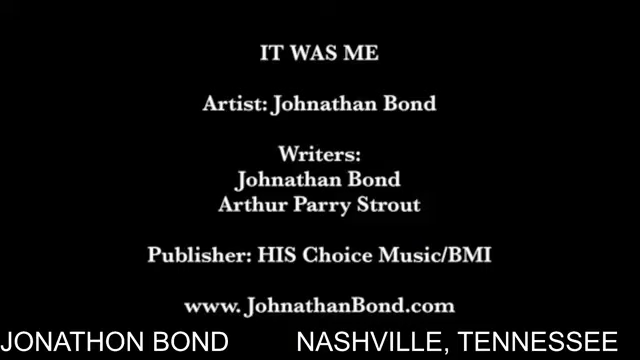 IT WAS ME
Artist: Johnathan Bond
Writers:
Johnathan Bond
Arthur Parry Strout
Publisher: HIS Choice Music/BMI
www. JohnathanBond.com
JONATHON BOND NASHVILLE, TENNESSEE